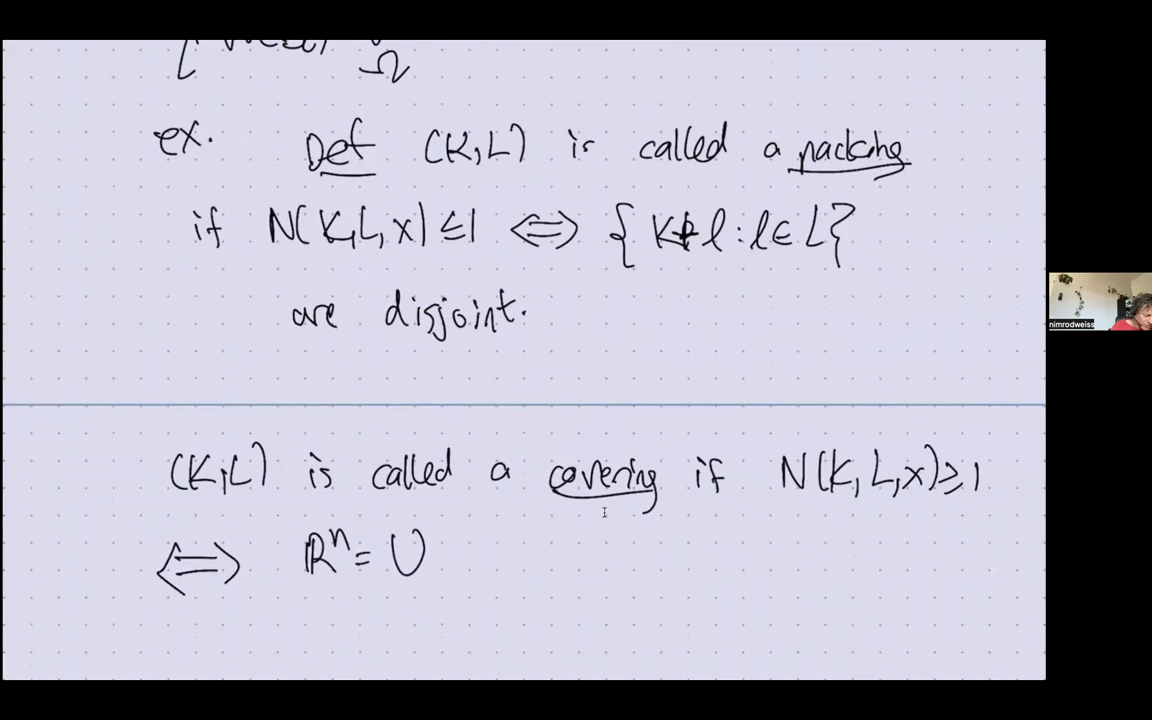 Ω
ex. Def (K,L) is called a packing
if N(K,L,x) ≤ 1 ⟺ { K+l : l ∈ L }
are disjoint.
(K,L) is called a covering if N(K,L,x) ≥ 1
⟺ ℝⁿ = ∪
nimrodweiss